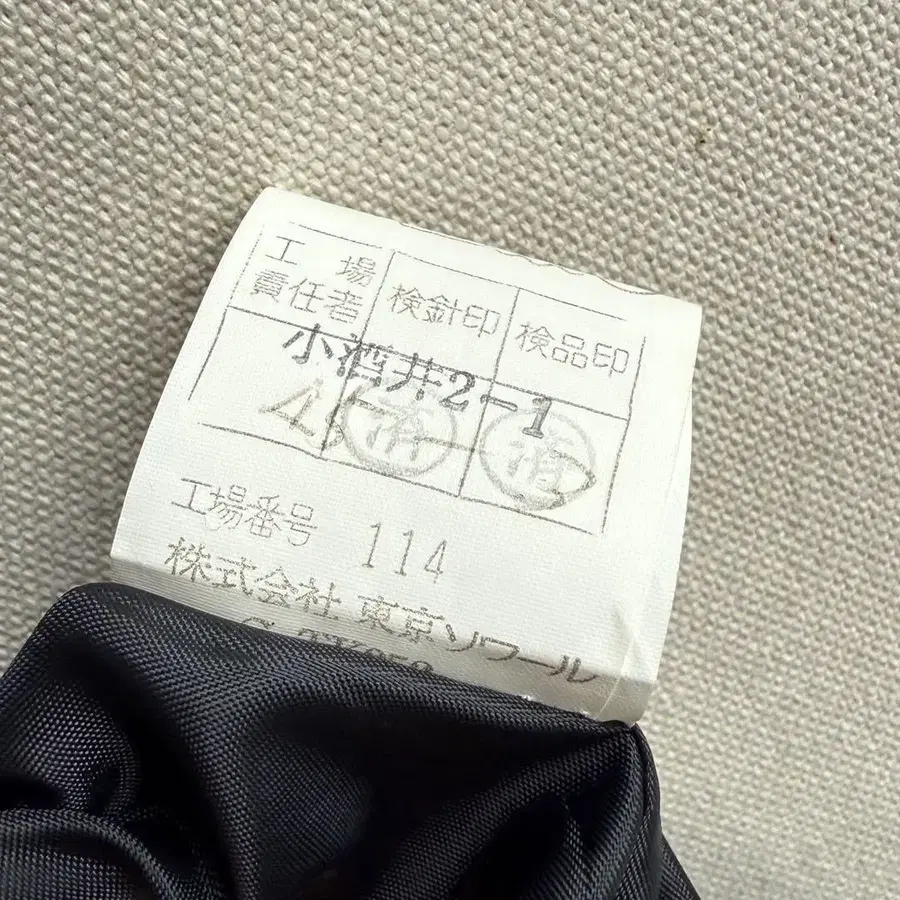 工場
責任者 検針印 検品印
小酒井2-1
済 済
工場番号 114
株式会社 東京ソワール